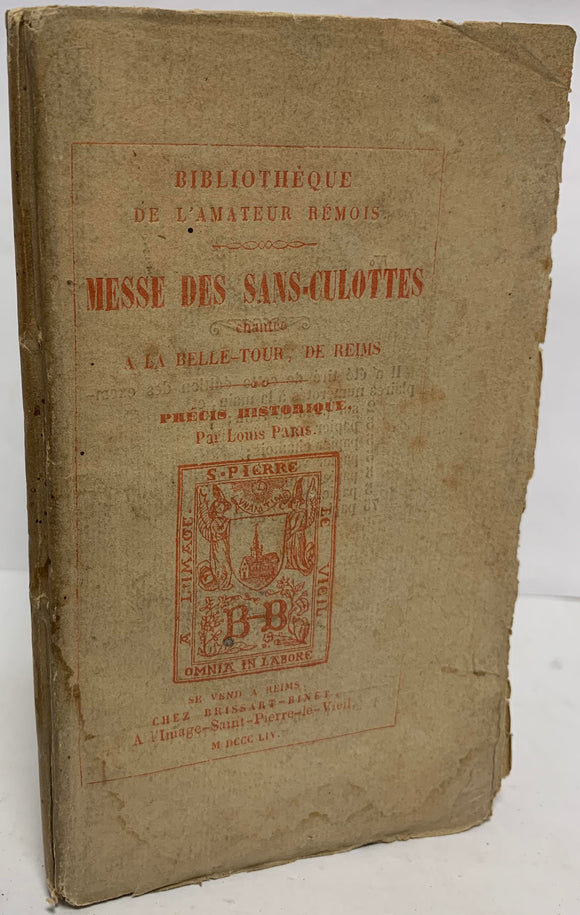 BIBLIOTHÈQUE
DE L'AMATEUR RÉMOIS
MESSE DES SANS-CULOTTES
chantée
A LA BELLE-TOUR, DE REIMS
PRÉCIS HISTORIQUE,
Par Louis PARIS.
S. PIERRE
A L'IMAGE
LE VIEIL
B-B
OMNIA IN LABORE
SE VEND À REIMS
CHEZ BRISSART-BINET,
A l'Image-Saint-Pierre-le-Vieil,
M DCCC LIV.